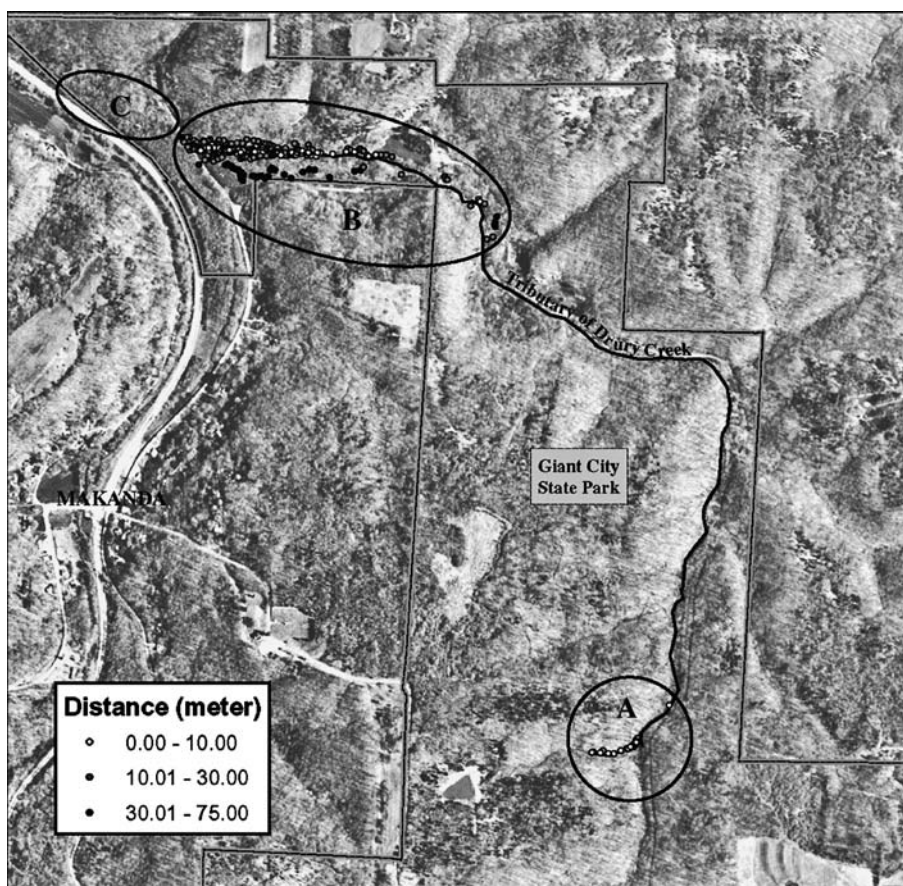 C
B
Tributary of Drury Creek
Giant City
State Park
MAKANDA
A
Distance (meter)
0.00 - 10.00
10.01 - 30.00
30.01 - 75.00